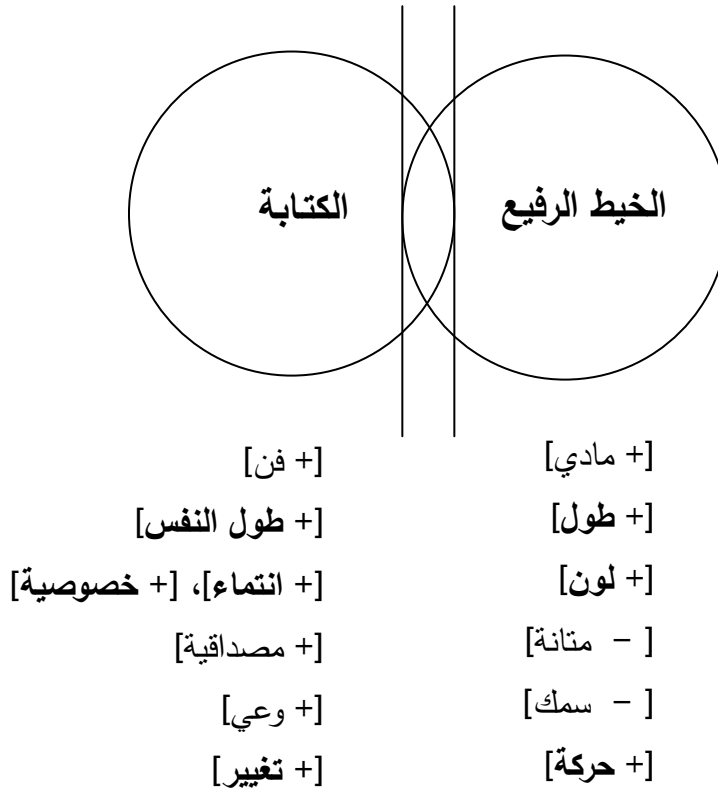 الخيط الرفيع الكتابة
[+ مادي] [+ فن]
[+ طول] [+ طول النفس]
[+ لون] [+ انتماء]، [+ خصوصية]
[ – متانة] [+ مصداقية]
[ – سمك] [+ وعي]
[+ حركة] [+ تغيير]